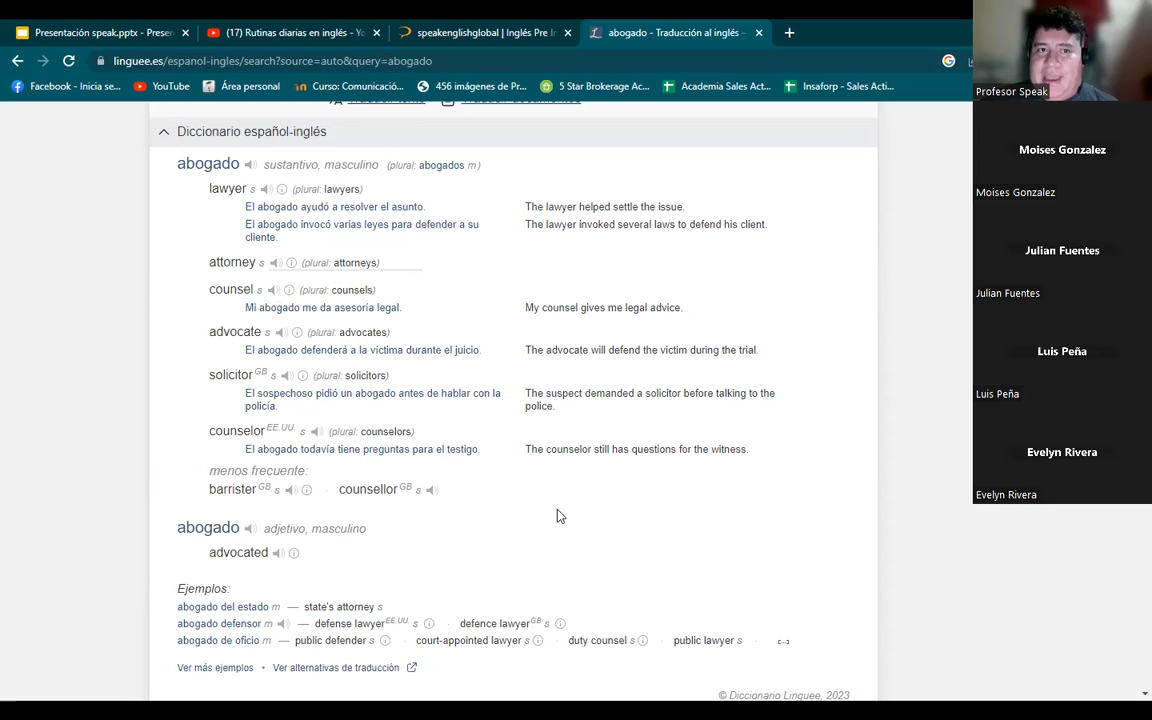 Presentación speak.pptx - Presen
(17) Rutinas diarias en inglés - Yo
speakenglishglobal | Inglés Pre In
abogado - Traducción al inglés –
linguee.es/espanol-ingles/search?source=auto&query=abogado
Facebook - Inicia se... YouTube Área personal Curso: Comunicació... 456 imágenes de Pr... 5 Star Brokerage Ac... Academia Sales Act... Insaforp - Sales Acti...
Profesor Speak
Diccionario español-inglés
abogado sustantivo, masculino (plural: abogados m)
lawyer s (plural: lawyers)
El abogado ayudó a resolver el asunto. The lawyer helped settle the issue.
El abogado invocó varias leyes para defender a su The lawyer invoked several laws to defend his client.
cliente.
attorney s (plural: attorneys)
counsel s (plural: counsels)
Mi abogado me da asesoría legal. My counsel gives me legal advice.
advocate s (plural: advocates)
El abogado defenderá a la víctima durante el juicio. The advocate will defend the victim during the trial.
solicitor GB s (plural: solicitors)
El sospechoso pidió un abogado antes de hablar con la The suspect demanded a solicitor before talking to the
policía. police.
counselor EE.UU. s (plural: counselors)
El abogado todavía tiene preguntas para el testigo. The counselor still has questions for the witness.
menos frecuente:
barrister GB s · counsellor GB s
abogado adjetivo, masculino
advocated
Ejemplos:
abogado del estado m — state's attorney s
abogado defensor m — defense lawyer EE.UU. s · defence lawyer GB s
abogado de oficio m — public defender s · court-appointed lawyer s · duty counsel s · public lawyer s ·
Ver más ejemplos • Ver alternativas de traducción
© Diccionario Linguee, 2023
Moises Gonzalez
Moises Gonzalez
Julian Fuentes
Julian Fuentes
Luis Peña
Luis Peña
Evelyn Rivera
Evelyn Rivera